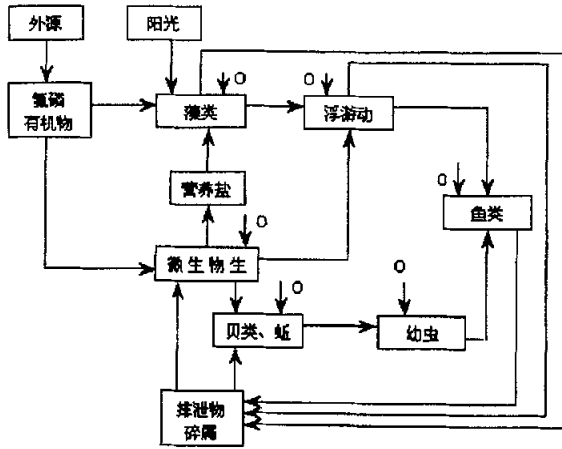 外源
阳光
氮磷
有机物
藻类
O
浮游动
O
营养盐
O
鱼类
O
微生物生
O
贝类、蚯
O
幼虫
排泄物
碎屑